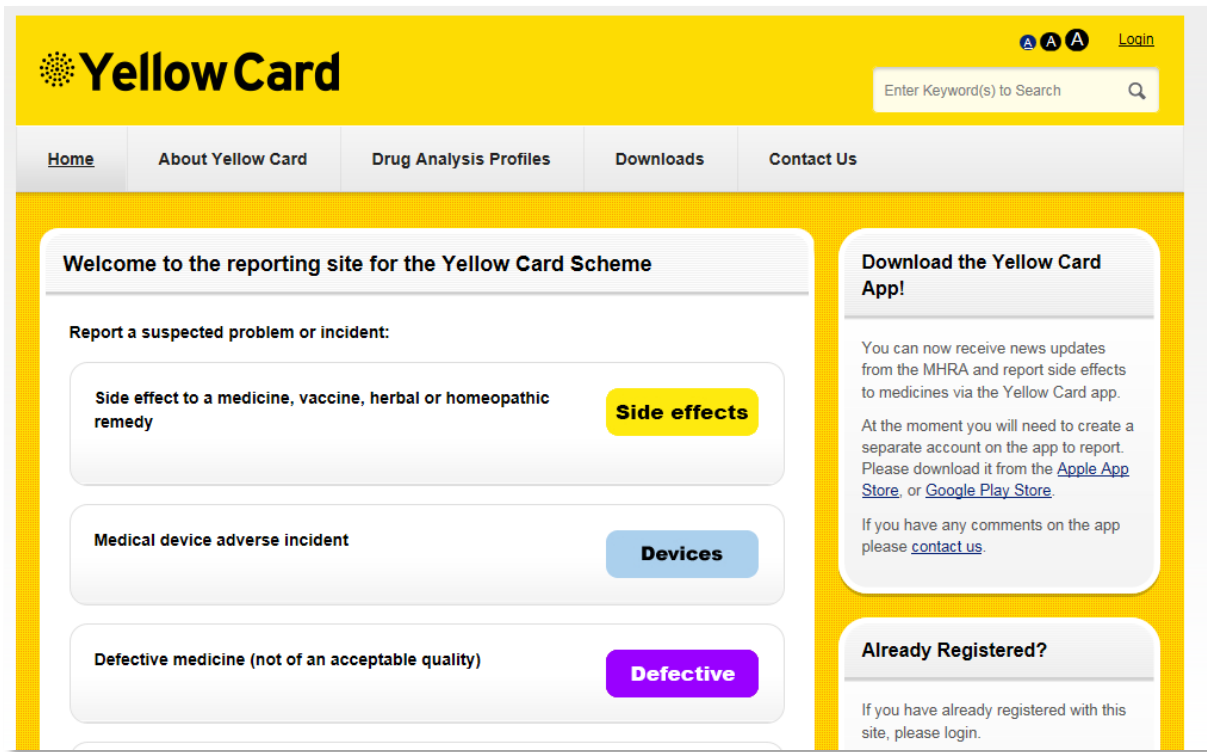 A A A Login
Yellow Card
Enter Keyword(s) to Search
Home About Yellow Card Drug Analysis Profiles Downloads Contact Us
Welcome to the reporting site for the Yellow Card Scheme
Report a suspected problem or incident:
Side effect to a medicine, vaccine, herbal or homeopathic
remedy
Side effects
Medical device adverse incident
Devices
Defective medicine (not of an acceptable quality)
Defective
Download the Yellow Card
App!
You can now receive news updates
from the MHRA and report side effects
to medicines via the Yellow Card app.
At the moment you will need to create a
separate account on the app to report.
Please download it from the Apple App
Store, or Google Play Store.
If you have any comments on the app
please contact us.
Already Registered?
If you have already registered with this
site, please login.